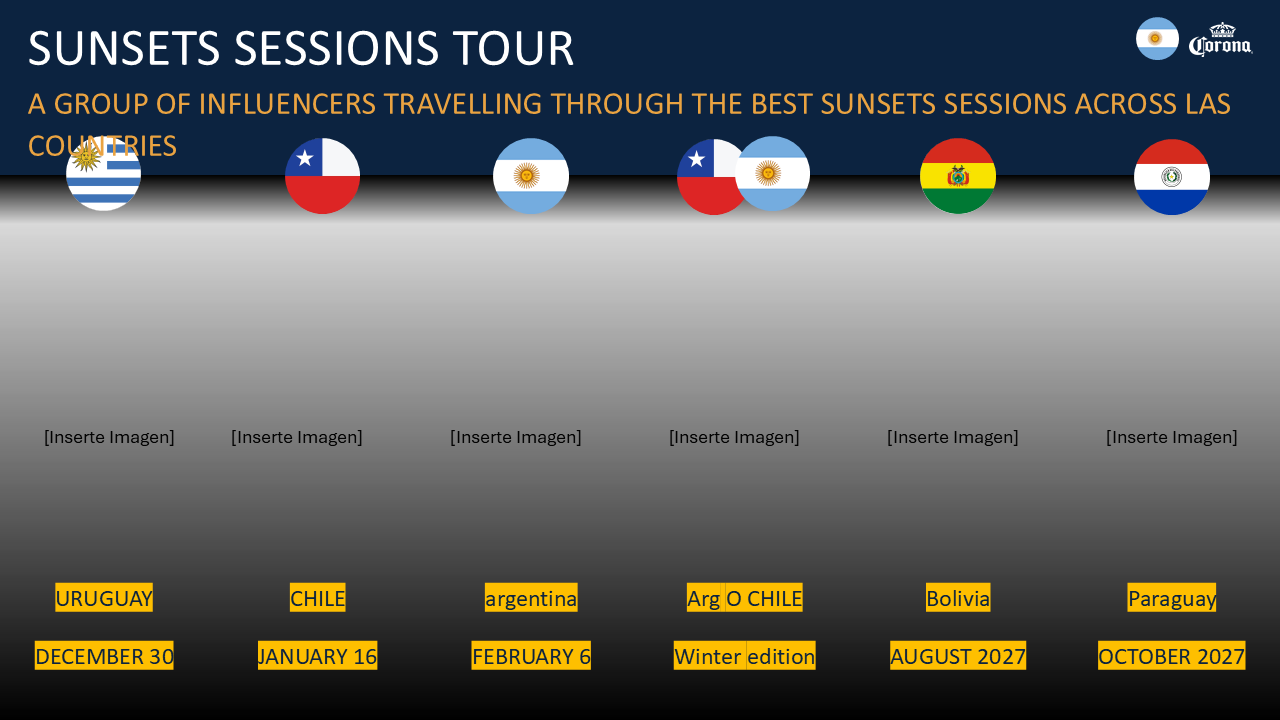 SUNSETS SESSIONS TOUR
Corona
A GROUP OF INFLUENCERS TRAVELLING THROUGH THE BEST SUNSETS SESSIONS ACROSS LAS
COUNTRIES
[Inserte Imagen] [Inserte Imagen] [Inserte Imagen] [Inserte Imagen] [Inserte Imagen] [Inserte Imagen]
URUGUAY CHILE argentina Arg O CHILE Bolivia Paraguay
DECEMBER 30 JANUARY 16 FEBRUARY 6 Winter edition AUGUST 2027 OCTOBER 2027